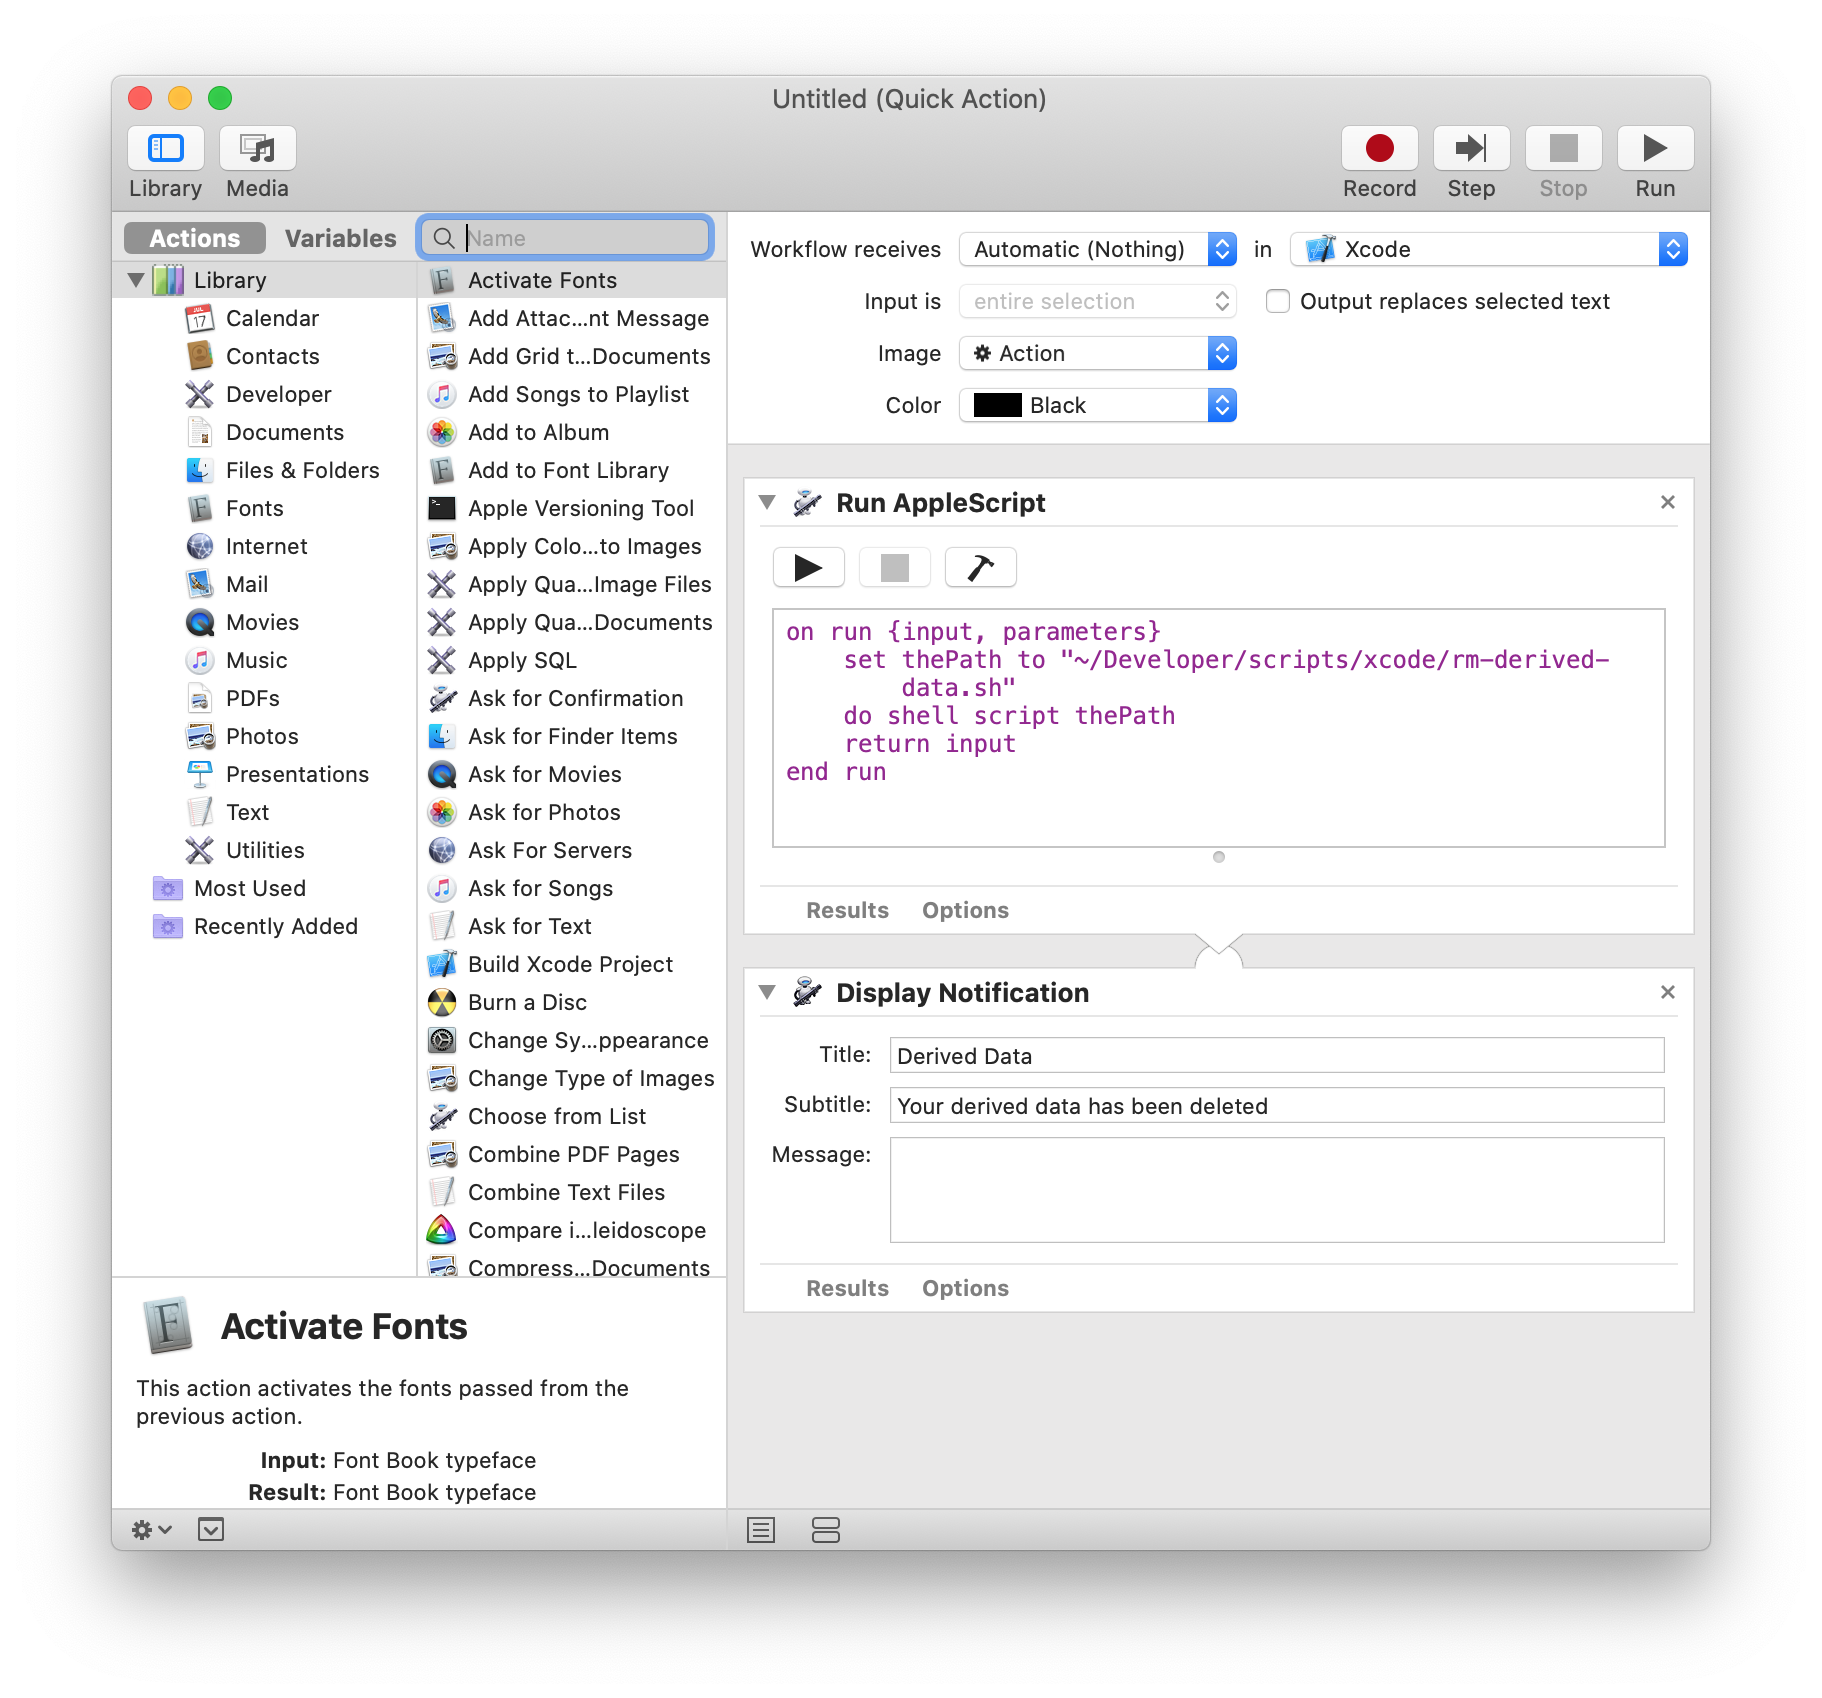 Untitled (Quick Action)
Library
Media
Record
Step
Stop
Run
Actions
Variables
Name
Library
Calendar
JUL
17
Contacts
Developer
Documents
Files & Folders
Fonts
Internet
Mail
Movies
Music
PDFs
Photos
Presentations
Text
Utilities
Most Used
Recently Added
Activate Fonts
Add Attac...nt Message
Add Grid t...Documents
Add Songs to Playlist
Add to Album
Add to Font Library
Apple Versioning Tool
Apply Colo...to Images
Apply Qua...Image Files
Apply Qua...Documents
Apply SQL
Ask for Confirmation
Ask for Finder Items
Ask for Movies
Ask for Photos
Ask For Servers
Ask for Songs
Ask for Text
Build Xcode Project
Burn a Disc
Change Sy...ppearance
Change Type of Images
Choose from List
Combine PDF Pages
Combine Text Files
Compare i...leidoscope
Compress...Documents
Activate Fonts
This action activates the fonts passed from the
previous action.
Input: Font Book typeface
Result: Font Book typeface
Workflow receives Automatic (Nothing) in Xcode
Input is entire selection Output replaces selected text
Image Action
Color Black
Run AppleScript
on run {input, parameters}
set thePath to "~/Developer/scripts/xcode/rm-derived-
data.sh"
do shell script thePath
return input
end run
Results Options
Display Notification
Title: Derived Data
Subtitle: Your derived data has been deleted
Message:
Results Options